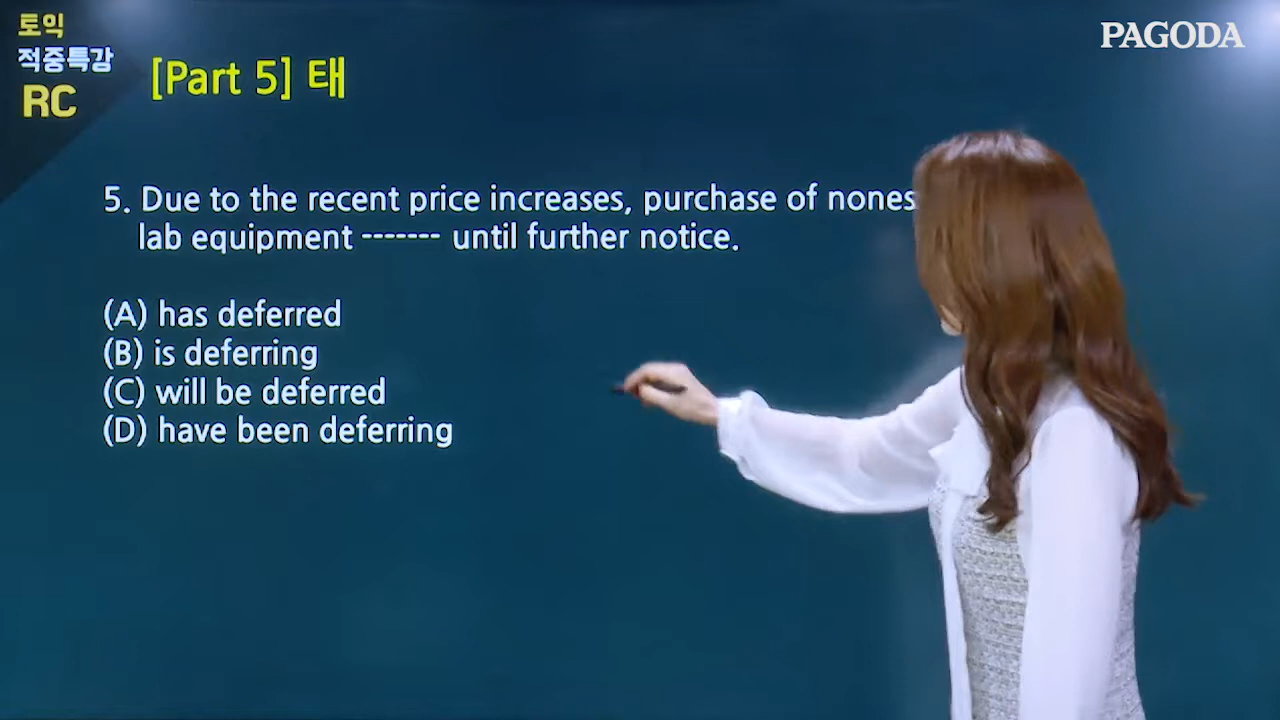 토익
적중특강
RC
PAGODA
[Part 5] 태
5. Due to the recent price increases, purchase of nones
lab equipment ------- until further notice.
(A) has deferred
(B) is deferring
(C) will be deferred
(D) have been deferring